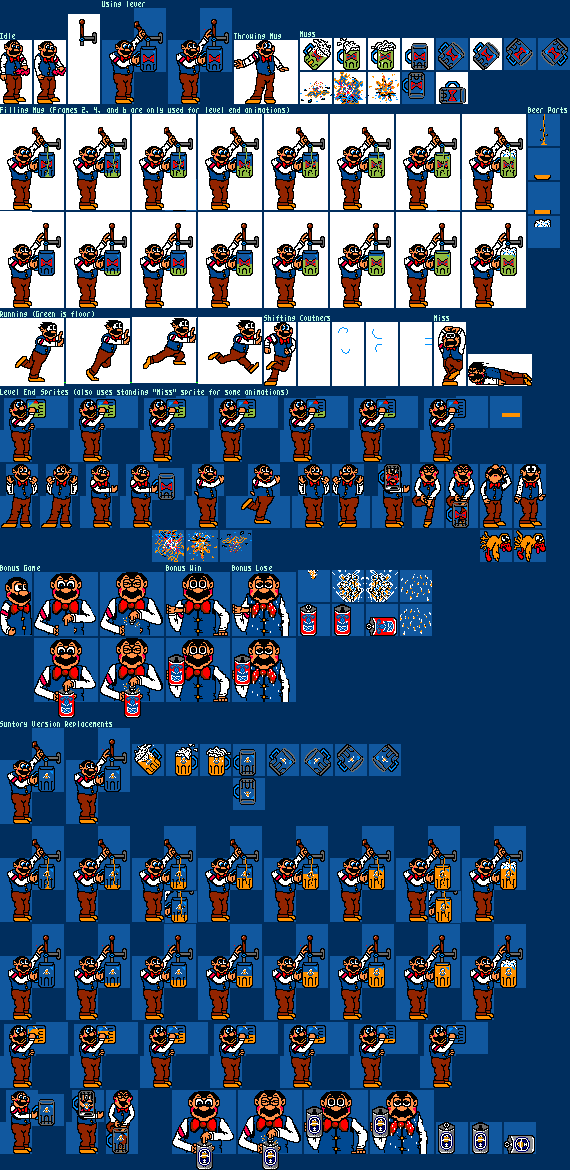 Using lever
Idle
Throwing Mug
Mugs
Filling Mug (Frames 2, 4, and 6 are only used for level end animations)
Beer Parts
Running (Green is floor)
Shifting Coutners
Miss
Level End Sprites (also uses standing "Miss" sprite for some animations)
Bonus Game
Bonus Win
Bonus Lose
Suntory Version Replacements